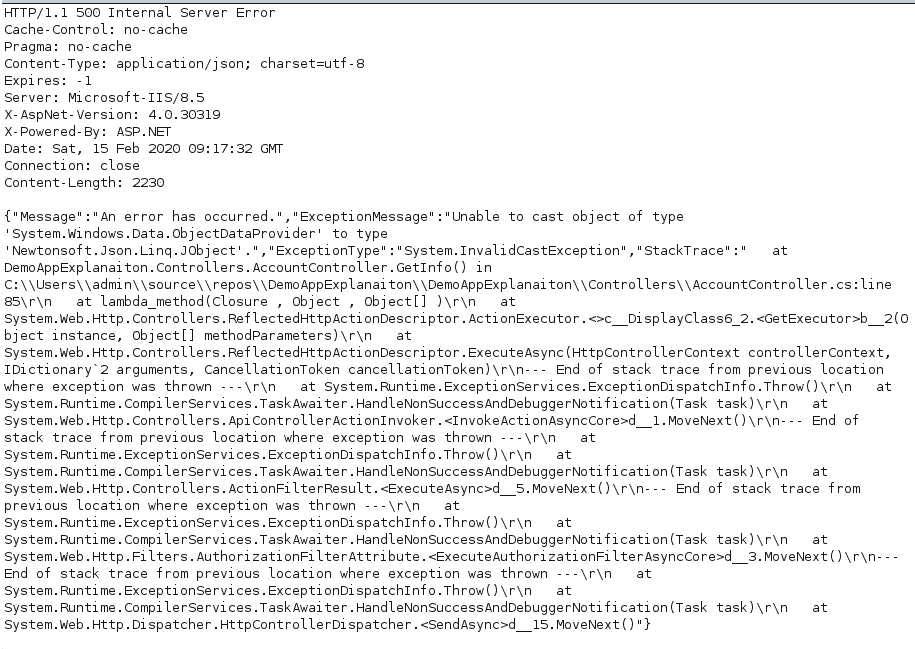 HTTP/1.1 500 Internal Server Error
Cache-Control: no-cache
Pragma: no-cache
Content-Type: application/json; charset=utf-8
Expires: -1
Server: Microsoft-IIS/8.5
X-AspNet-Version: 4.0.30319
X-Powered-By: ASP.NET
Date: Sat, 15 Feb 2020 09:17:32 GMT
Connection: close
Content-Length: 2230

{"Message":"An error has occurred.","ExceptionMessage":"Unable to cast object of type
'System.Windows.Data.ObjectDataProvider' to type
'Newtonsoft.Json.Linq.JObject'.","ExceptionType":"System.InvalidCastException","StackTrace":"   at
DemoAppExplanaiton.Controllers.AccountController.GetInfo() in
C:\\Users\\admin\\source\\repos\\DemoAppExplanaiton\\DemoAppExplanaiton\\Controllers\\AccountController.cs:line
85\r\n   at lambda_method(Closure , Object , Object[] )\r\n   at
System.Web.Http.Controllers.ReflectedHttpActionDescriptor.ActionExecutor.<>c__DisplayClass6_2.<GetExecutor>b__2(O
bject instance, Object[] methodParameters)\r\n   at
System.Web.Http.Controllers.ReflectedHttpActionDescriptor.ExecuteAsync(HttpControllerContext controllerContext,
IDictionary`2 arguments, CancellationToken cancellationToken)\r\n--- End of stack trace from previous location
where exception was thrown ---\r\n   at System.Runtime.ExceptionServices.ExceptionDispatchInfo.Throw()\r\n   at
System.Runtime.CompilerServices.TaskAwaiter.HandleNonSuccessAndDebuggerNotification(Task task)\r\n   at
System.Web.Http.Controllers.ApiControllerActionInvoker.<InvokeActionAsyncCore>d__1.MoveNext()\r\n--- End of
stack trace from previous location where exception was thrown ---\r\n   at
System.Runtime.ExceptionServices.ExceptionDispatchInfo.Throw()\r\n   at
System.Runtime.CompilerServices.TaskAwaiter.HandleNonSuccessAndDebuggerNotification(Task task)\r\n   at
System.Web.Http.Controllers.ActionFilterResult.<ExecuteAsync>d__5.MoveNext()\r\n--- End of stack trace from
previous location where exception was thrown ---\r\n   at
System.Runtime.ExceptionServices.ExceptionDispatchInfo.Throw()\r\n   at
System.Runtime.CompilerServices.TaskAwaiter.HandleNonSuccessAndDebuggerNotification(Task task)\r\n   at
System.Web.Http.Filters.AuthorizationFilterAttribute.<ExecuteAuthorizationFilterAsyncCore>d__3.MoveNext()\r\n---
End of stack trace from previous location where exception was thrown ---\r\n   at
System.Runtime.ExceptionServices.ExceptionDispatchInfo.Throw()\r\n   at
System.Runtime.CompilerServices.TaskAwaiter.HandleNonSuccessAndDebuggerNotification(Task task)\r\n   at
System.Web.Http.Dispatcher.HttpControllerDispatcher.<SendAsync>d__15.MoveNext()"}